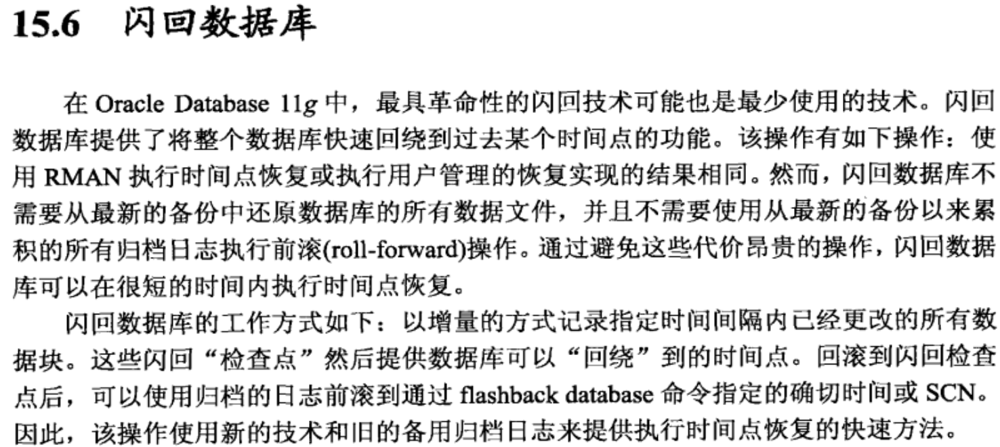 15.6 闪回数据库
在 Oracle Database 11g 中，最具革命性的闪回技术可能也是最少使用的技术。闪回
数据库提供了将整个数据库快速回绕到过去某个时间点的功能。该操作有如下操作：使
用 RMAN 执行时间点恢复或执行用户管理的恢复实现的结果相同。然而，闪回数据库不
需要从最新的备份中还原数据库的所有数据文件，并且不需要使用从最新的备份以来累
积的所有归档日志执行前滚(roll-forward)操作。通过避免这些代价昂贵的操作，闪回数据
库可以在很短的时间内执行时间点恢复。
闪回数据库的工作方式如下：以增量的方式记录指定时间间隔内已经更改的所有数
据块。这些闪回“检查点”然后提供数据库可以“回绕”到的时间点。回滚到闪回检查
点后，可以使用归档的日志前滚到通过 flashback database 命令指定的确切时间或 SCN。
因此，该操作使用新的技术和旧的备用归档日志来提供执行时间点恢复的快速方法。